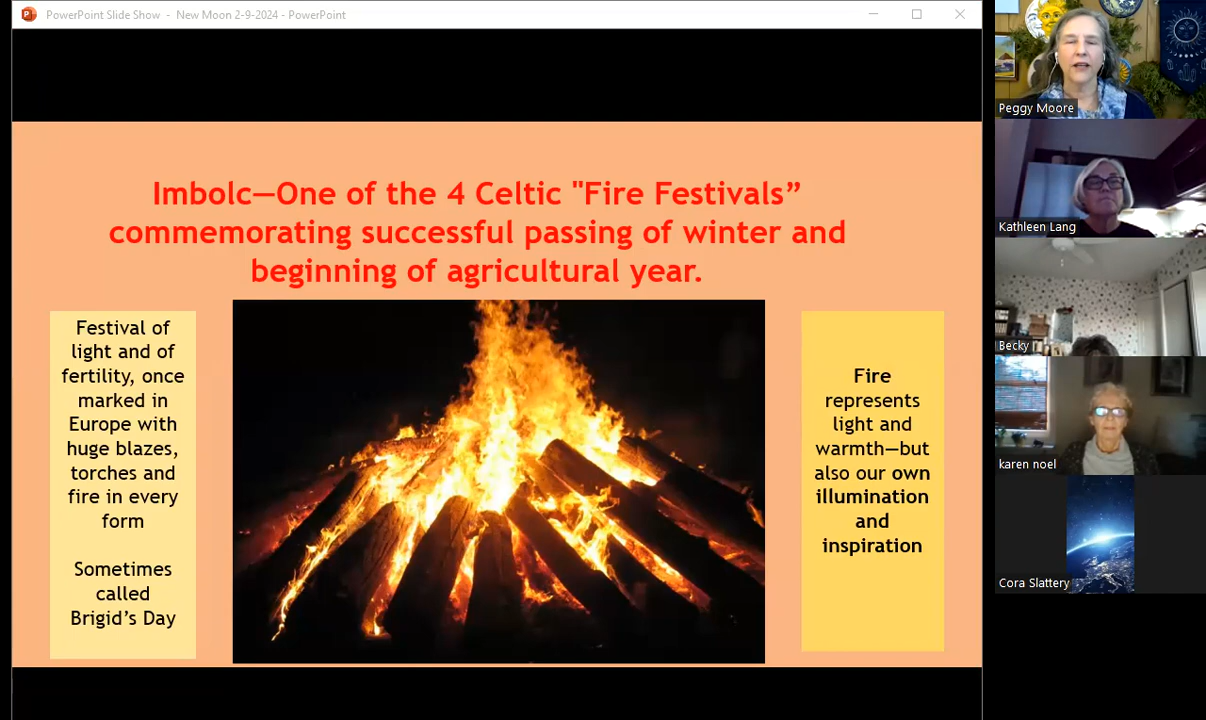 PowerPoint Slide Show - New Moon 2-9-2024 - PowerPoint
Imbolc—One of the 4 Celtic "Fire Festivals”
commemorating successful passing of winter and
beginning of agricultural year.
Festival of
light and of
fertility, once
marked in
Europe with
huge blazes,
torches and
fire in every
form
Sometimes
called
Brigid’s Day
Fire
represents
light and
warmth—but
also our own
illumination
and
inspiration
Peggy Moore
Kathleen Lang
Becky
karen noel
Cora Slattery